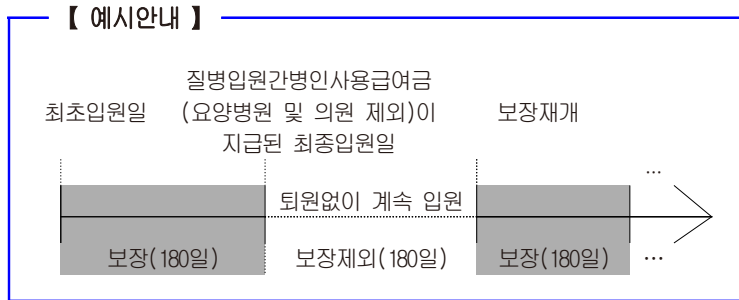 【 예시안내 】
질병입원간병인사용급여금
최초입원일 (요양병원 및 의원 제외)이 보장재개
지급된 최종입원일
...
퇴원없이 계속 입원
보장(180일) 보장제외(180일) 보장(180일) ...